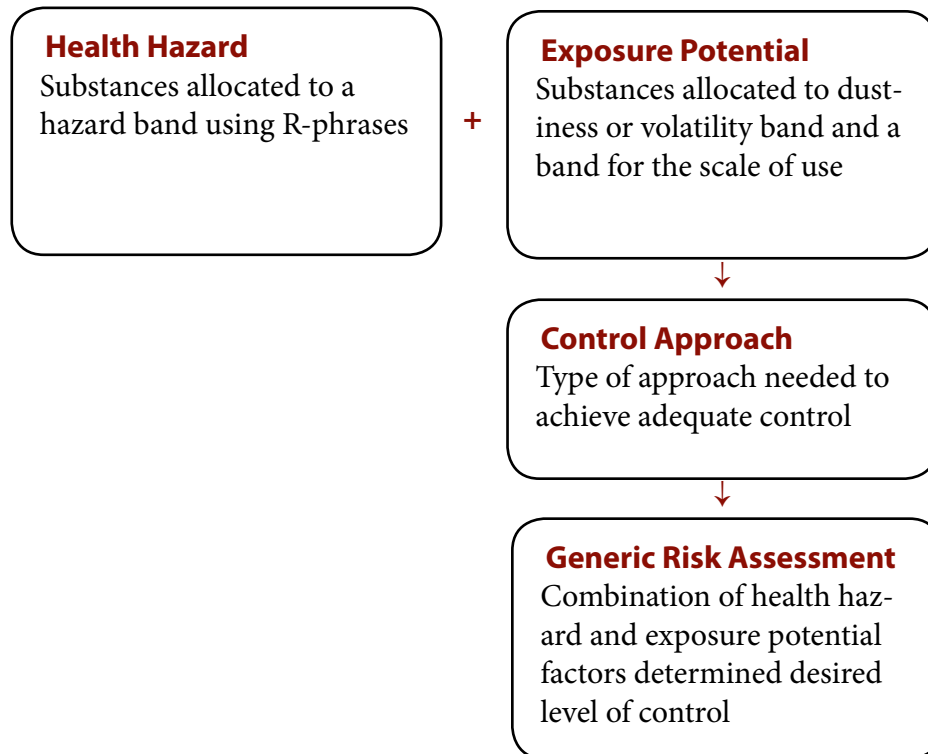 Health Hazard
Substances allocated to a
hazard band using R-phrases
+
Exposure Potential
Substances allocated to dust-
iness or volatility band and a
band for the scale of use
↓
Control Approach
Type of approach needed to
achieve adequate control
↓
Generic Risk Assessment
Combination of health haz-
ard and exposure potential
factors determined desired
level of control